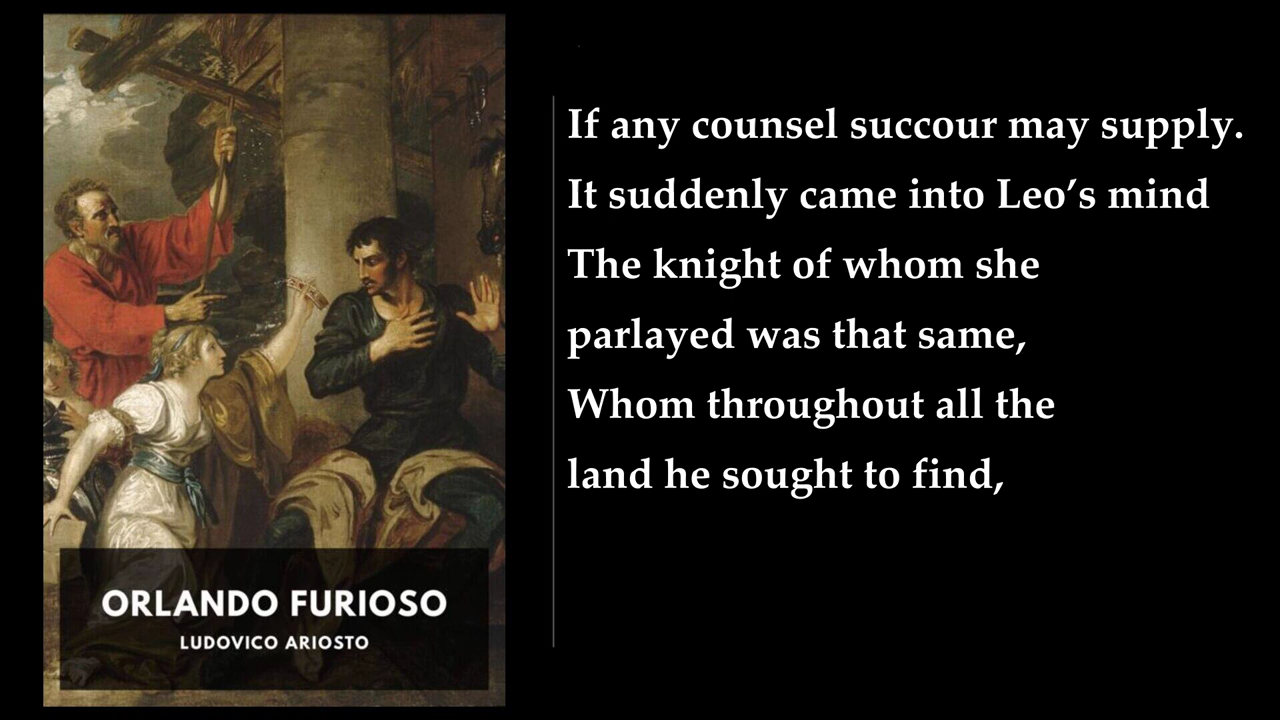 ORLANDO FURIOSO
LUDOVICO ARIOSTO
If any counsel succour may supply.
It suddenly came into Leo’s mind
The knight of whom she
parlayed was that same,
Whom throughout all the
land he sought to find,